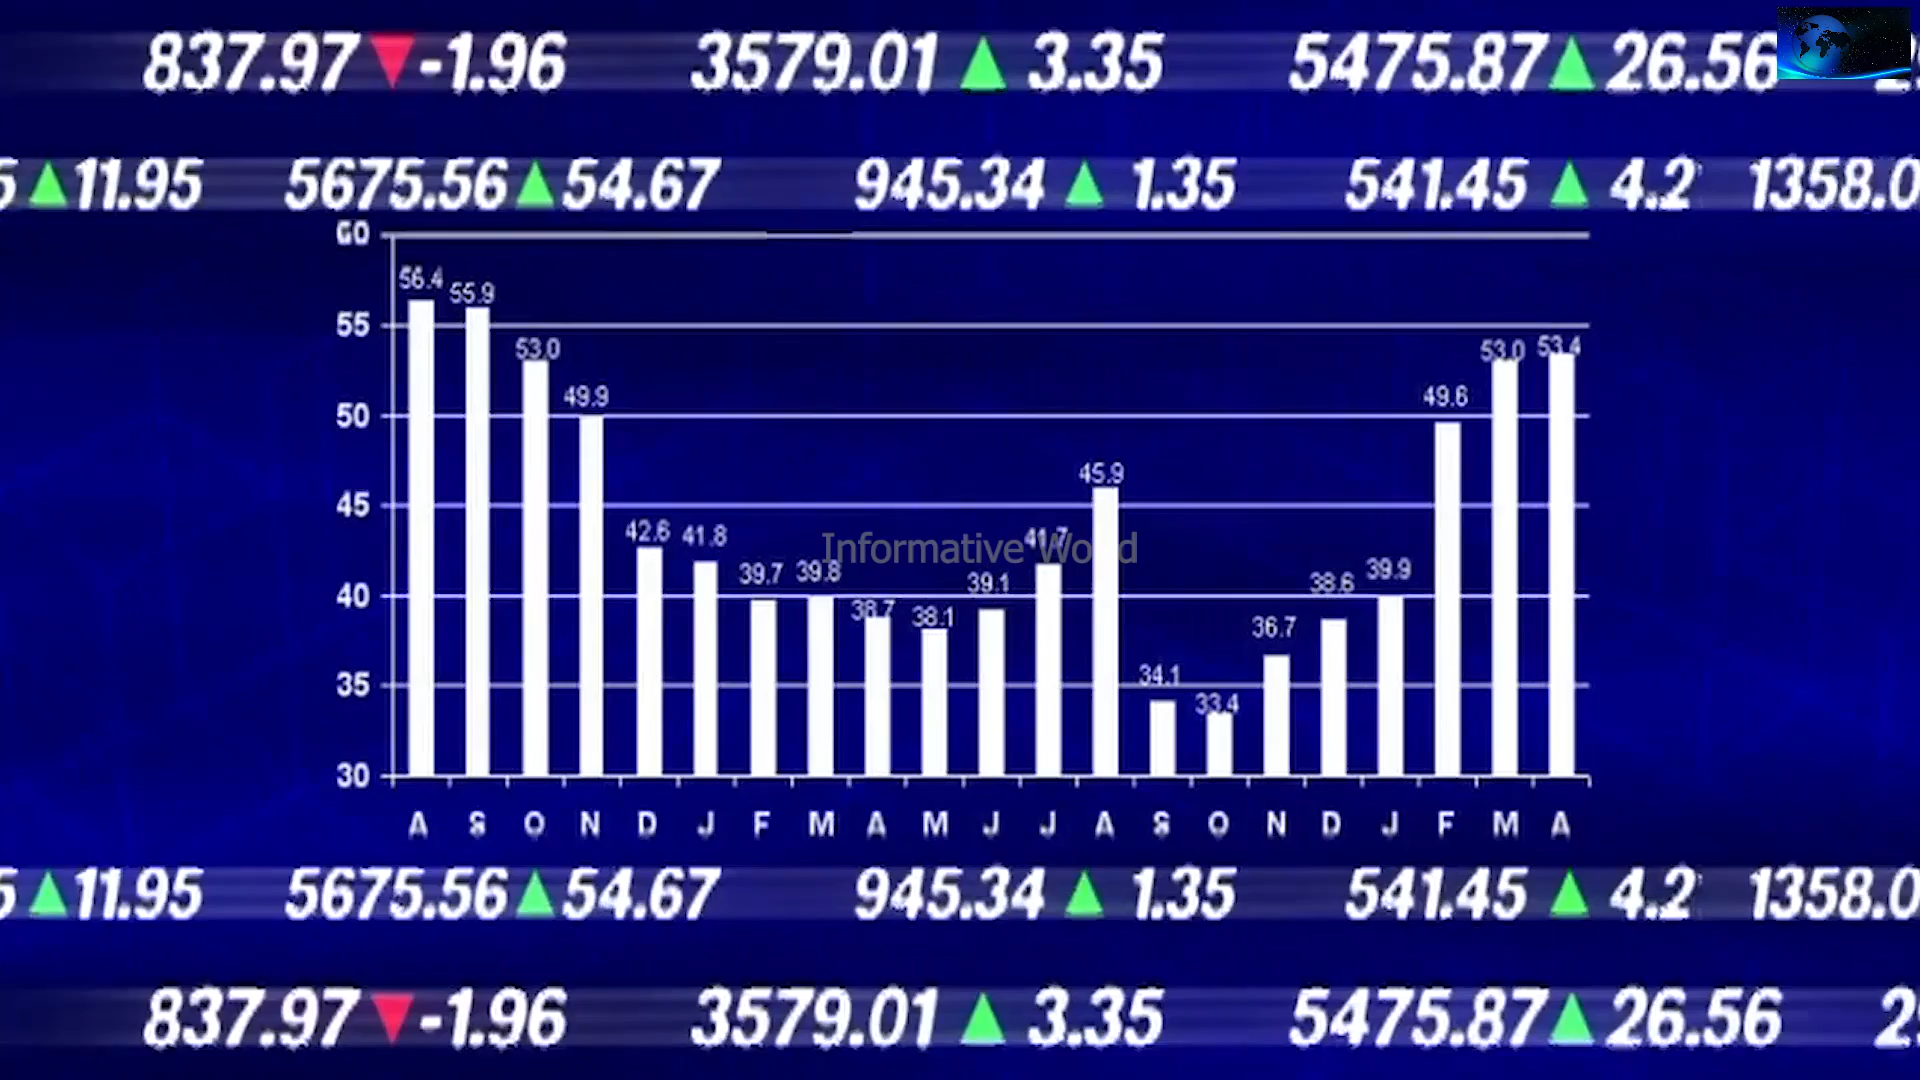 837.97 -1.96 3579.01 3.35 5475.87 26.56
11.95 5675.56 54.67 945.34 1.35 541.45 4.2 1358.0
60
56.4 55.9
55
53.0 53.0 53.4
50
49.9 49.6
45.9
45
42.6 41.8 41.7
Informative World
39.7 39.8 39.1 38.6 39.9
40
38.7 38.1 36.7
35
34.1 33.4
30
A S O N D J F M A M J J A S O N D J F M A
11.95 5675.56 54.67 945.34 1.35 541.45 4.2 1358.0
837.97 -1.96 3579.01 3.35 5475.87 26.56